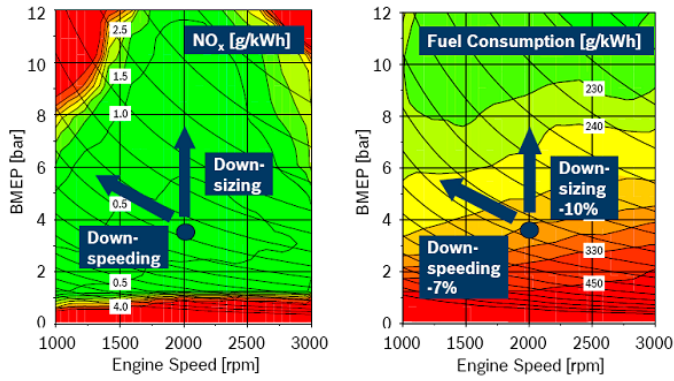 NOx [g/kWh]
12
10
8
6
4
2
0
BMEP [bar]
2.5
1.5
1.0
0.5
0.5
4.0
Down-
sizing
Down-
speeding
1000
1500
2000
2500
3000
Engine Speed [rpm]
Fuel Consumption [g/kWh]
12
10
8
6
4
2
0
BMEP [bar]
230
240
330
450
Down-
sizing
-10%
Down-
speeding
-7%
1000
1500
2000
2500
3000
Engine Speed [rpm]